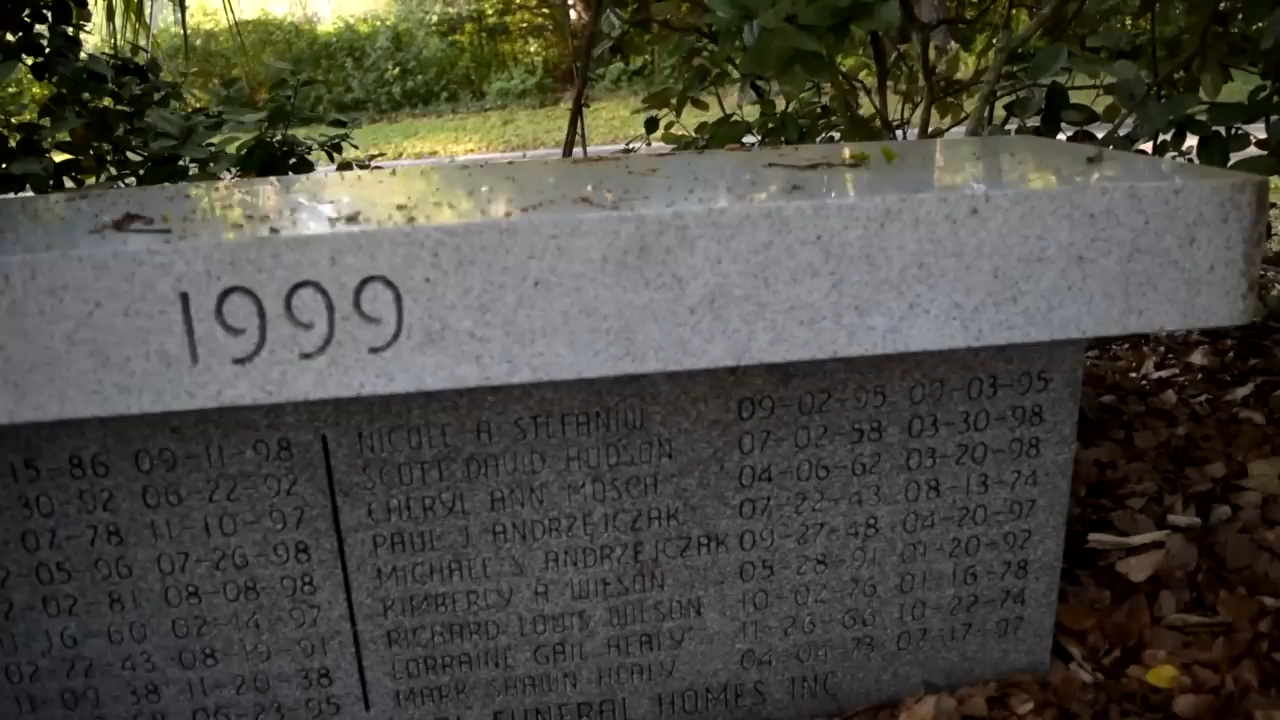 1999
15-86 09-11-98
30-92 06-22-92
07-78 11-10-97
2-05-96 07-26-98
2-02-81 08-08-98
1-16-60 02-14-97
02-22-43 08-19-91
11-09-38 11-20-38
06-23-95
NICOLE A STEFANIW 09-02-95 09-03-95
SCOTT DAVID HUDSON 07-02-58 03-30-98
CHERYL ANN MOSCH 04-06-62 03-20-98
PAUL J ANDRZEJCZAK 07-22-43 08-13-74
MICHAEL S ANDRZEJCZAK 09-27-48 04-20-97
KIMBERLY A WILSON 05-28-91 01-20-92
RICHARD LOUIS WILSON 10-02-76 01-16-78
LORRAINE GAIL HEALY 11-26-66 10-22-74
MARK SHAWN HEALY 04-04-73 07-17-97
FUNERAL HOMES INC